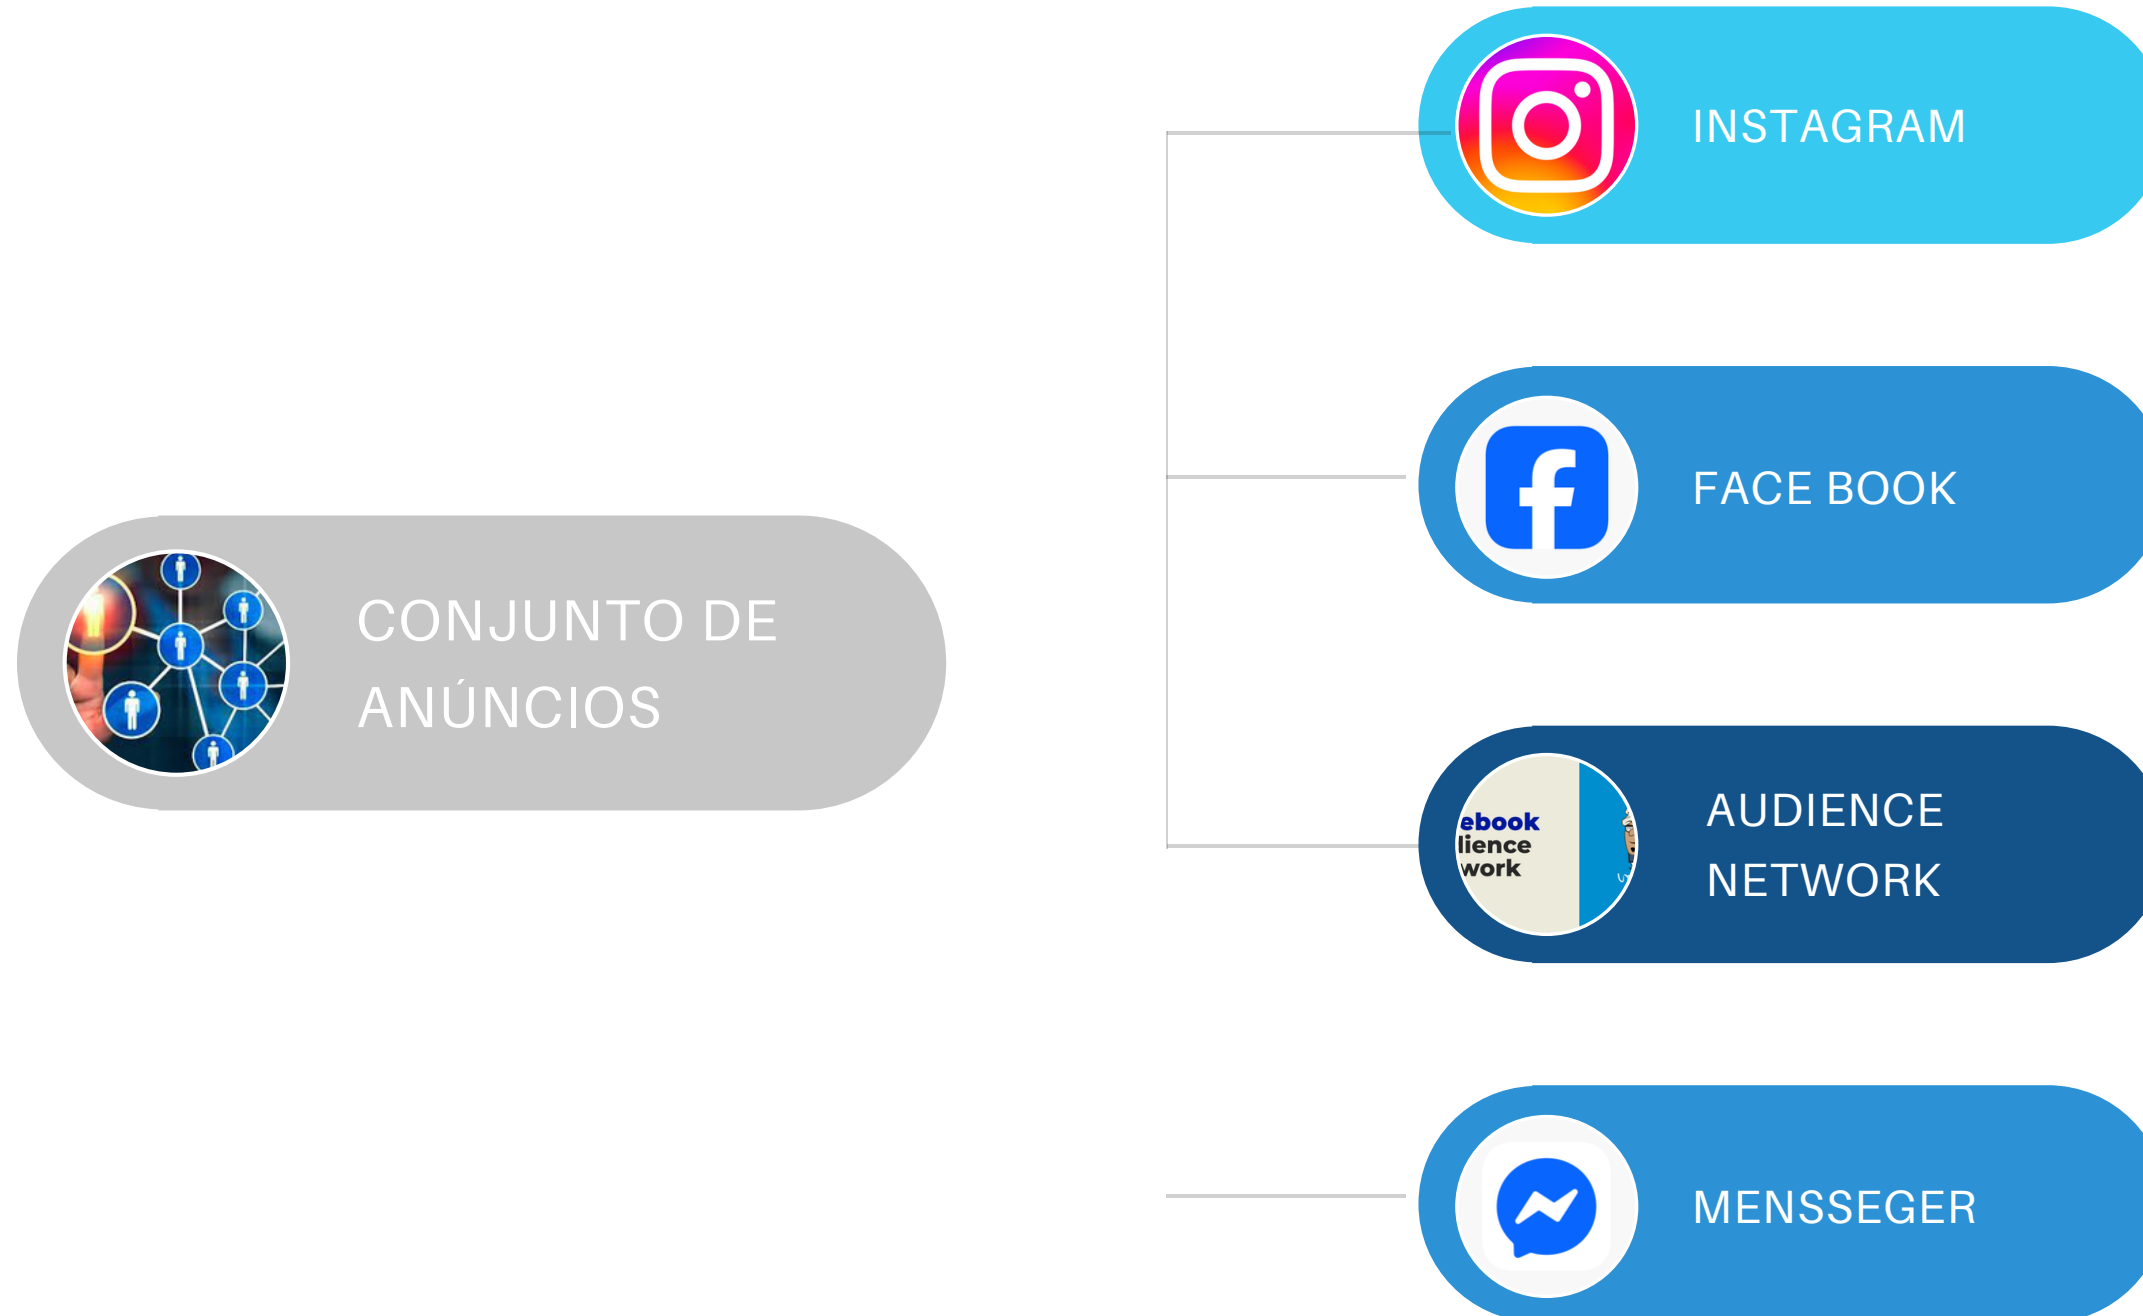 INSTAGRAM
FACE BOOK
CONJUNTO DE
ANÚNCIOS
AUDIENCE
NETWORK
ebook
lience
work
MENSSEGER